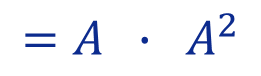 = A · A²